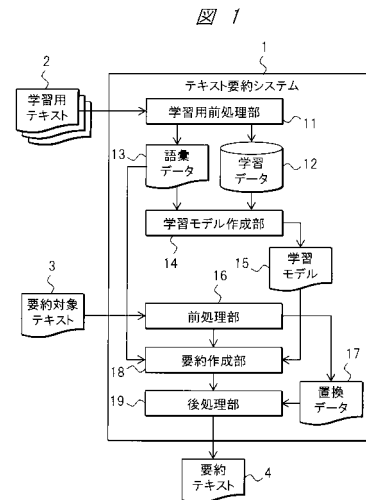 図 1
1
テキスト要約システム
2
学習用
テキスト
学習用前処理部
11
13
語彙
データ
学習
データ
12
学習モデル作成部
14
15
学習
モデル
3
要約対象
テキスト
16
前処理部
要約作成部
18
17
置換
データ
19
後処理部
要約
テキスト
4